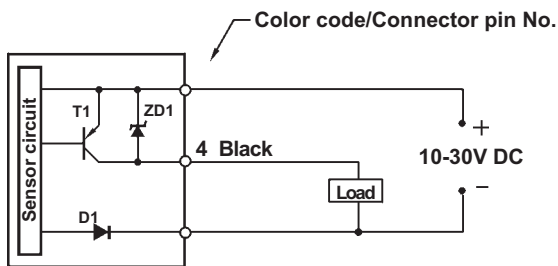 Color code/Connector pin No.
Sensor circuit
T1
ZD1
4 Black
+
10-30V DC
−
Load
D1